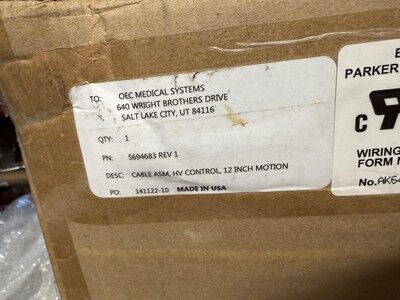 TO: OEC MEDICAL SYSTEMS
640 WRIGHT BROTHERS DRIVE
SALT LAKE CITY, UT 84116
QTY: 1
PN: 5694683 REV 1
DESC: CABLE ASM, HV CONTROL, 12 INCH MOTION
PO: 141122-10 MADE IN USA
PARKER
C
WIRING
FORM
No. AK64